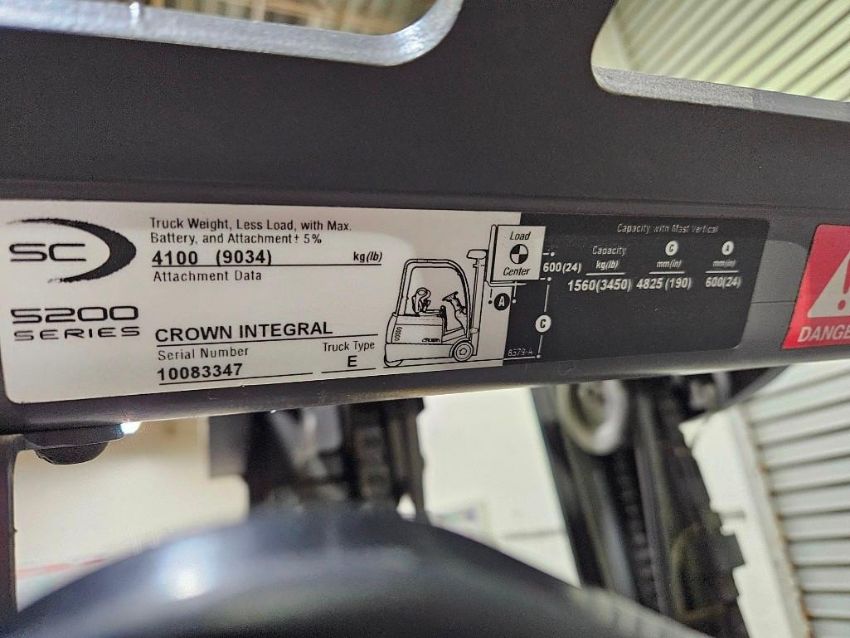 SC
5200
SERIES
Truck Weight, Less Load, with Max.
Battery, and Attachment ± 5%
4100 (9034) kg(lb)
Attachment Data
CROWN INTEGRAL
Serial Number
10083347
Truck Type
E
CROWN
Load
Center
A
C
600(24)
8379-A
Capacity with Mast Vertical
Capacity C A
kg(lb) mm(in) mm(in)
1560(3450) 4825 (190) 600(24)
DANGE